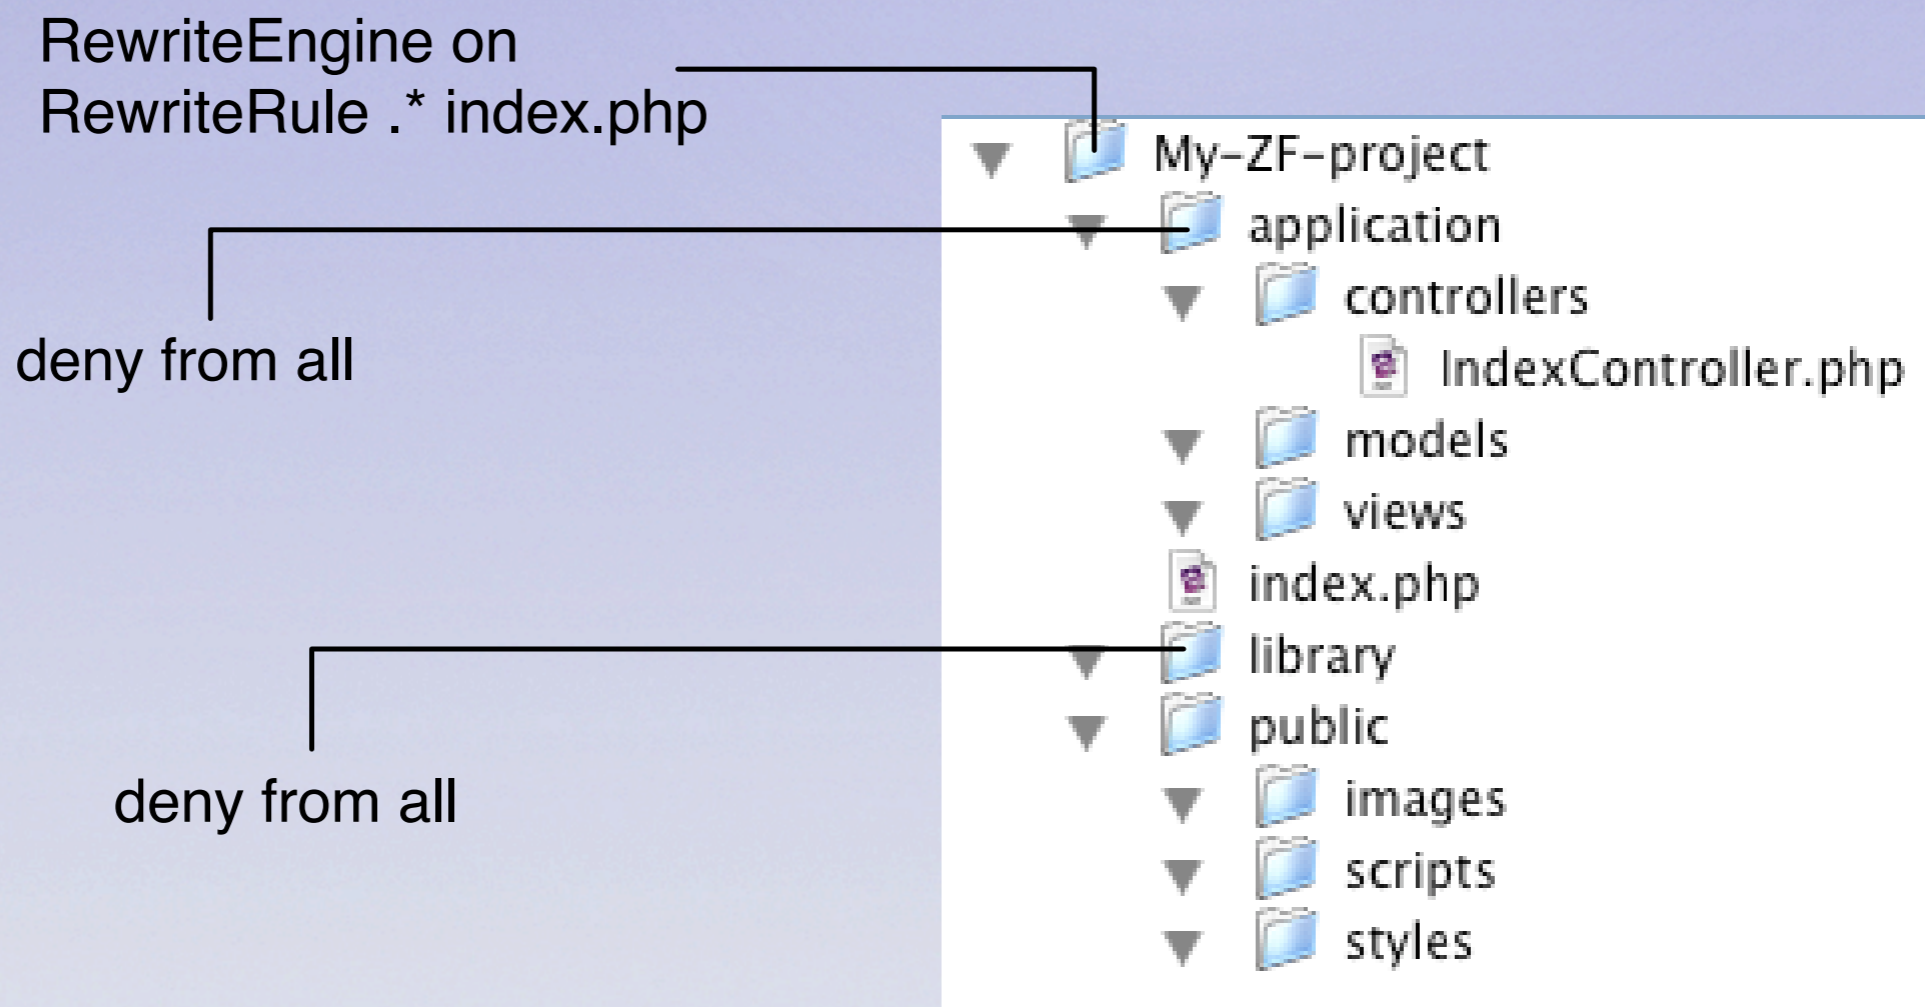 RewriteEngine on
RewriteRule .* index.php
My-ZF-project
application
controllers
deny from all
IndexController.php
models
views
index.php
library
public
deny from all
images
scripts
styles